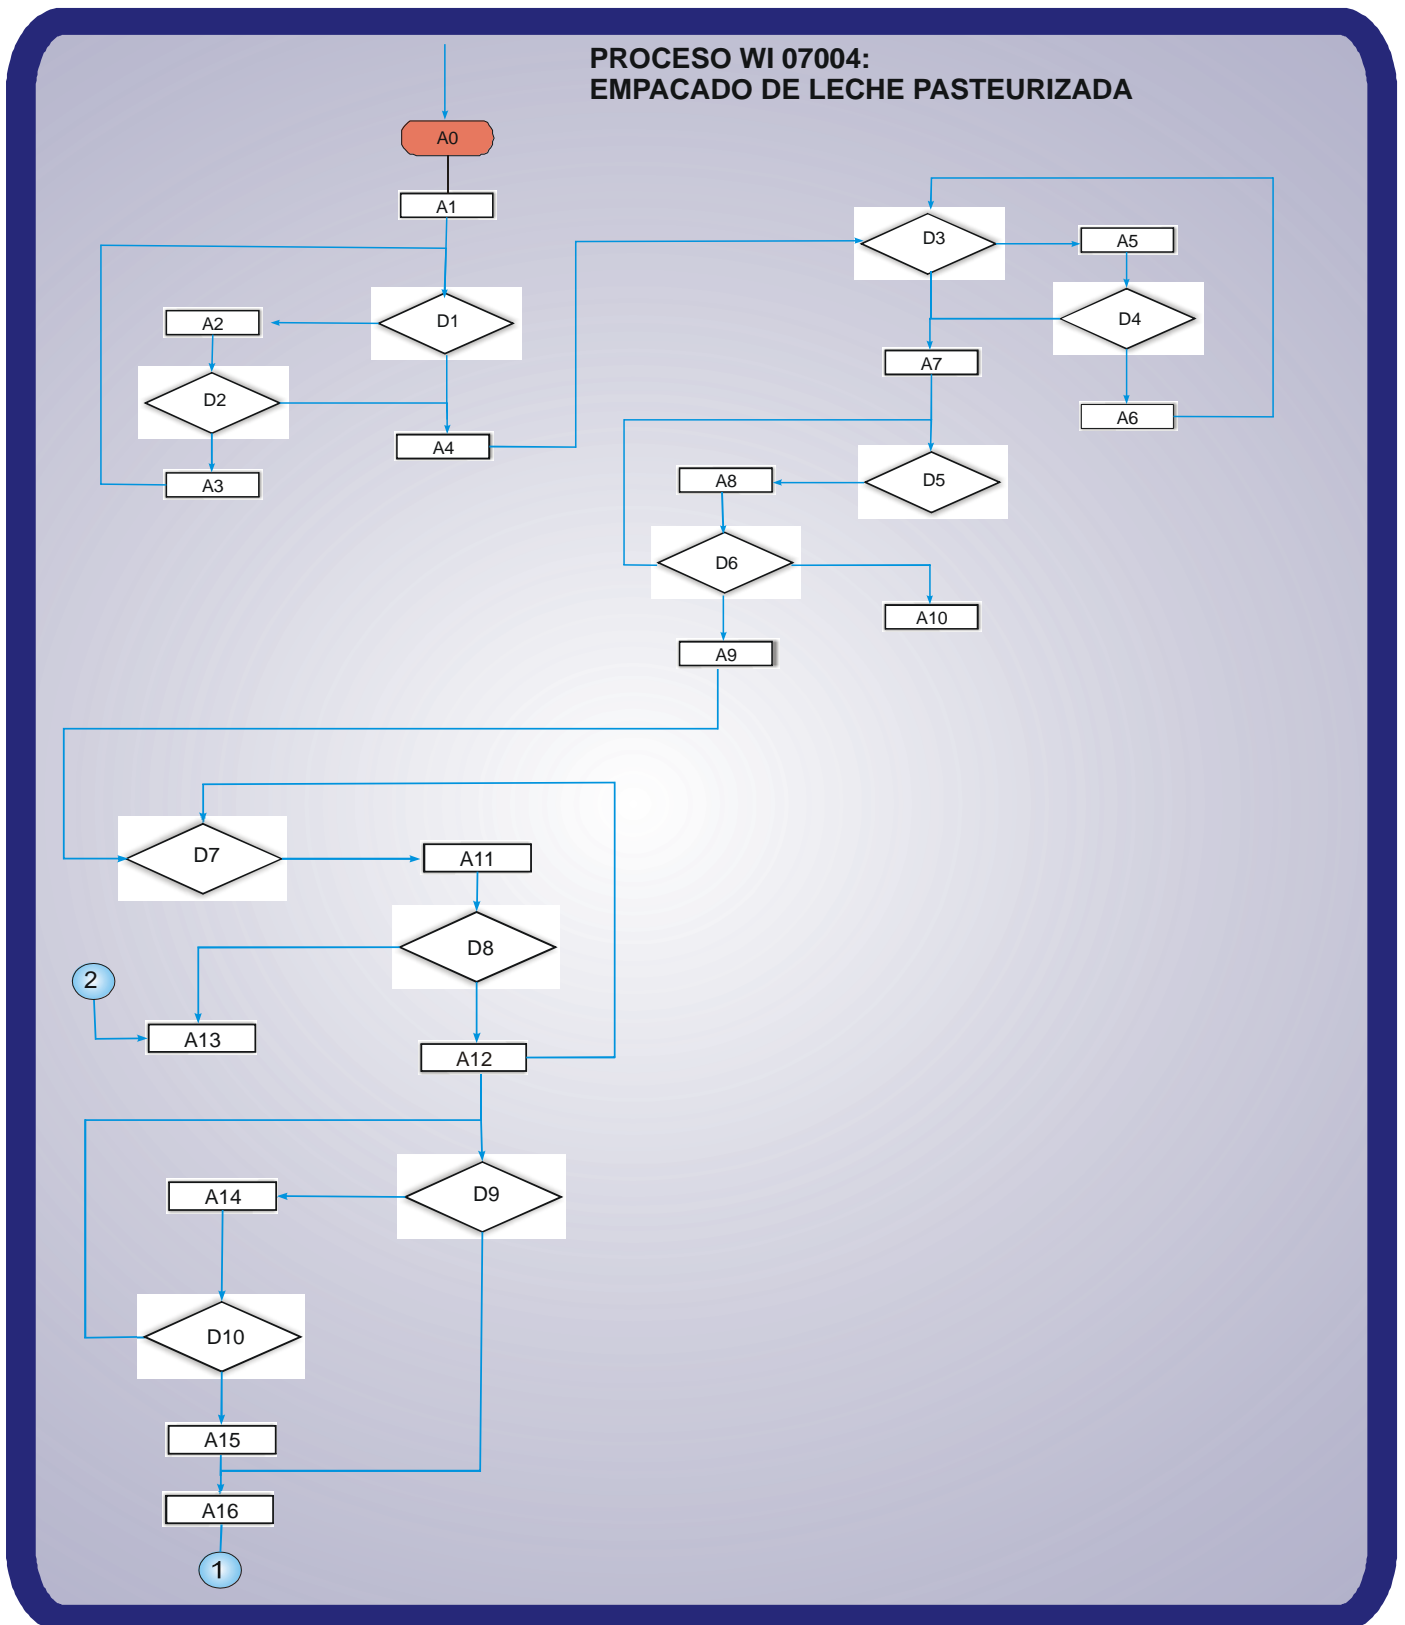 PROCESO WI 07004:
EMPACADO DE LECHE PASTEURIZADA
A0
A1
D1
A2
D2
A3
A4
D3
A5
D4
A6
A7
D5
A8
D6
A10
A9
D7
A11
D8
2
A13
A12
D9
A14
D10
A15
A16
1